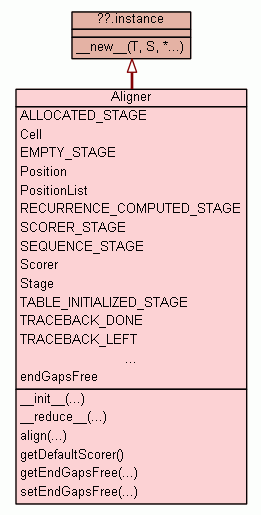 ??.instance
__new__(T, S, *...)
Aligner
ALLOCATED_STAGE
Cell
EMPTY_STAGE
Position
PositionList
RECURRENCE_COMPUTED_STAGE
SCORER_STAGE
SEQUENCE_STAGE
Scorer
Stage
TABLE_INITIALIZED_STAGE
TRACEBACK_DONE
TRACEBACK_LEFT
...
endGapsFree
__init__(...)
__reduce__(...)
align(...)
getDefaultScorer()
getEndGapsFree(...)
setEndGapsFree(...)